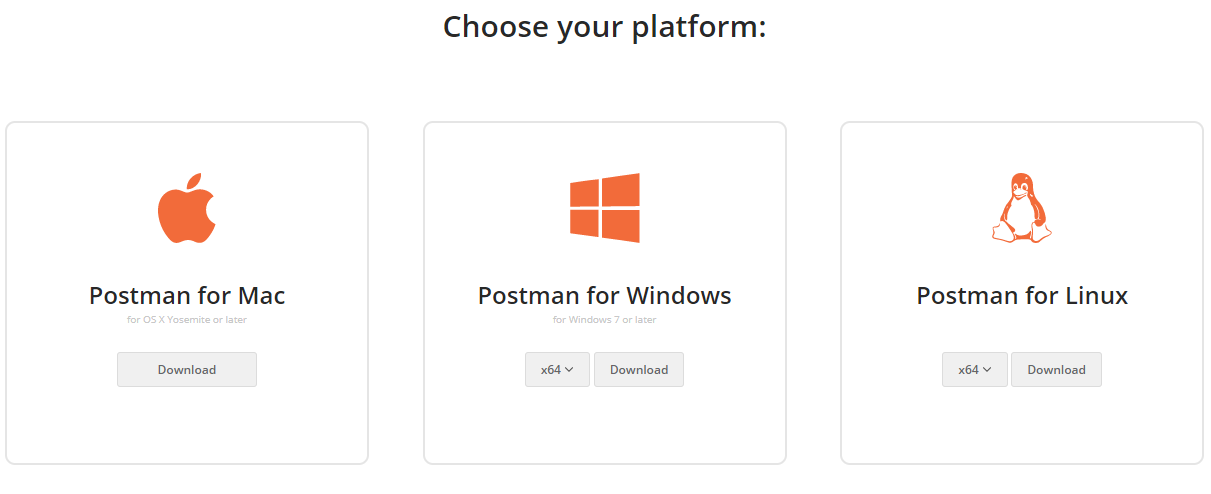 Choose your platform:
Postman for Mac
for OS X Yosemite or later
Download
Postman for Windows
for Windows 7 or later
x64 Download
Postman for Linux
x64 Download